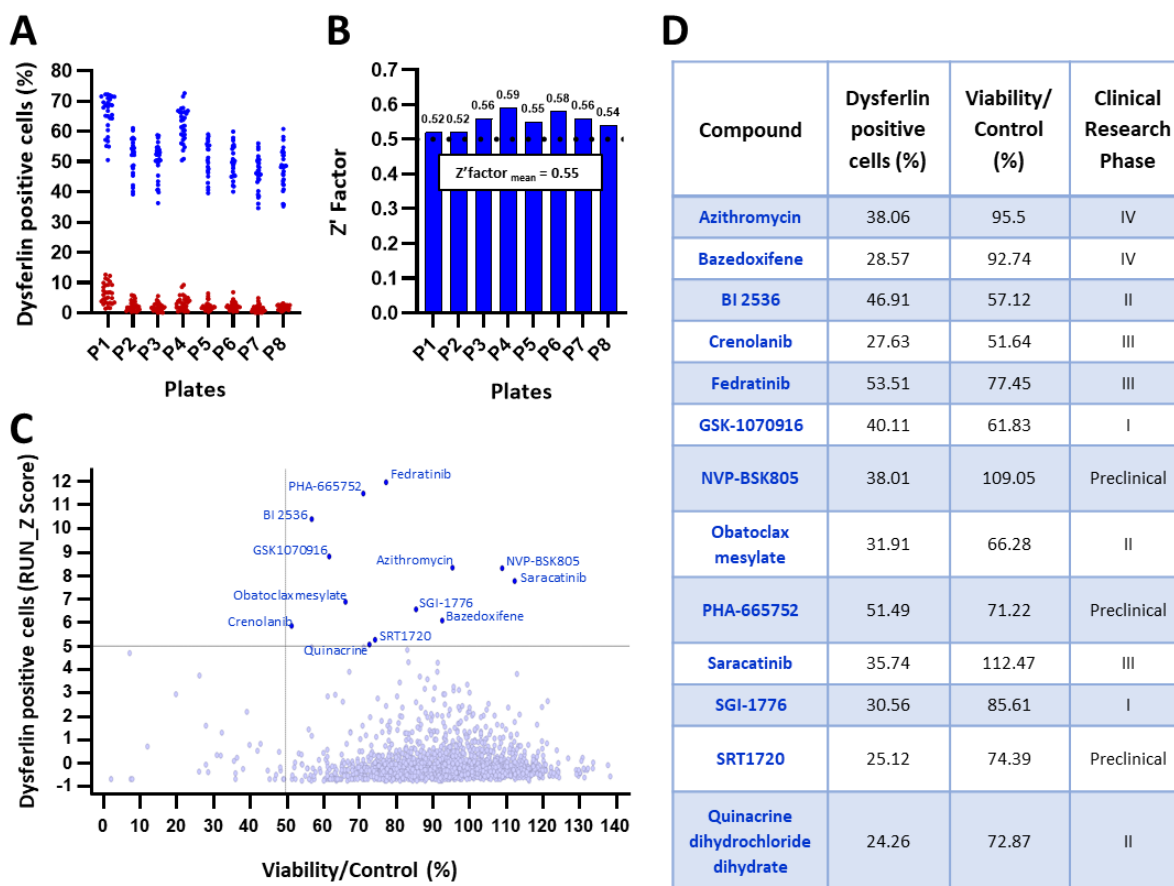 A
Dysferlin positive cells (%)
80
70
60
50
40
30
20
10
0
P1
P2
P3
P4
P5
P6
P7
P8
Plates
B
Z' Factor
0.7
0.6
0.5
0.4
0.3
0.2
0.1
0.0
0.52
0.52
0.56
0.59
0.55
0.58
0.56
0.54
Z'factor mean = 0.55
P1
P2
P3
P4
P5
P6
P7
P8
Plates
C
Dysferlin positive cells (RUN_Z Score)
12
11
10
9
8
7
6
5
4
3
2
1
0
-1
Fedratinib
PHA-665752
BI 2536
GSK1070916
Azithromycin
NVP-BSK805
Saracatinib
Obatoclax mesylate
SGI-1776
Bazedoxifene
Crenolanib
SRT1720
Quinacrine
0 10 20 30 40 50 60 70 80 90 100 110 120 130 140
Viability/Control (%)
D
Compound
Dysferlin
positive
cells (%)
Viability/
Control
(%)
Clinical
Research
Phase
Azithromycin 38.06 95.5 IV
Bazedoxifene 28.57 92.74 IV
BI 2536 46.91 57.12 II
Crenolanib 27.63 51.64 III
Fedratinib 53.51 77.45 III
GSK-1070916 40.11 61.83 I
NVP-BSK805 38.01 109.05 Preclinical
Obatoclax
mesylate
31.91 66.28 II
PHA-665752 51.49 71.22 Preclinical
Saracatinib 35.74 112.47 III
SGI-1776 30.56 85.61 I
SRT1720 25.12 74.39 Preclinical
Quinacrine
dihydrochloride
dihydrate
24.26 72.87 II